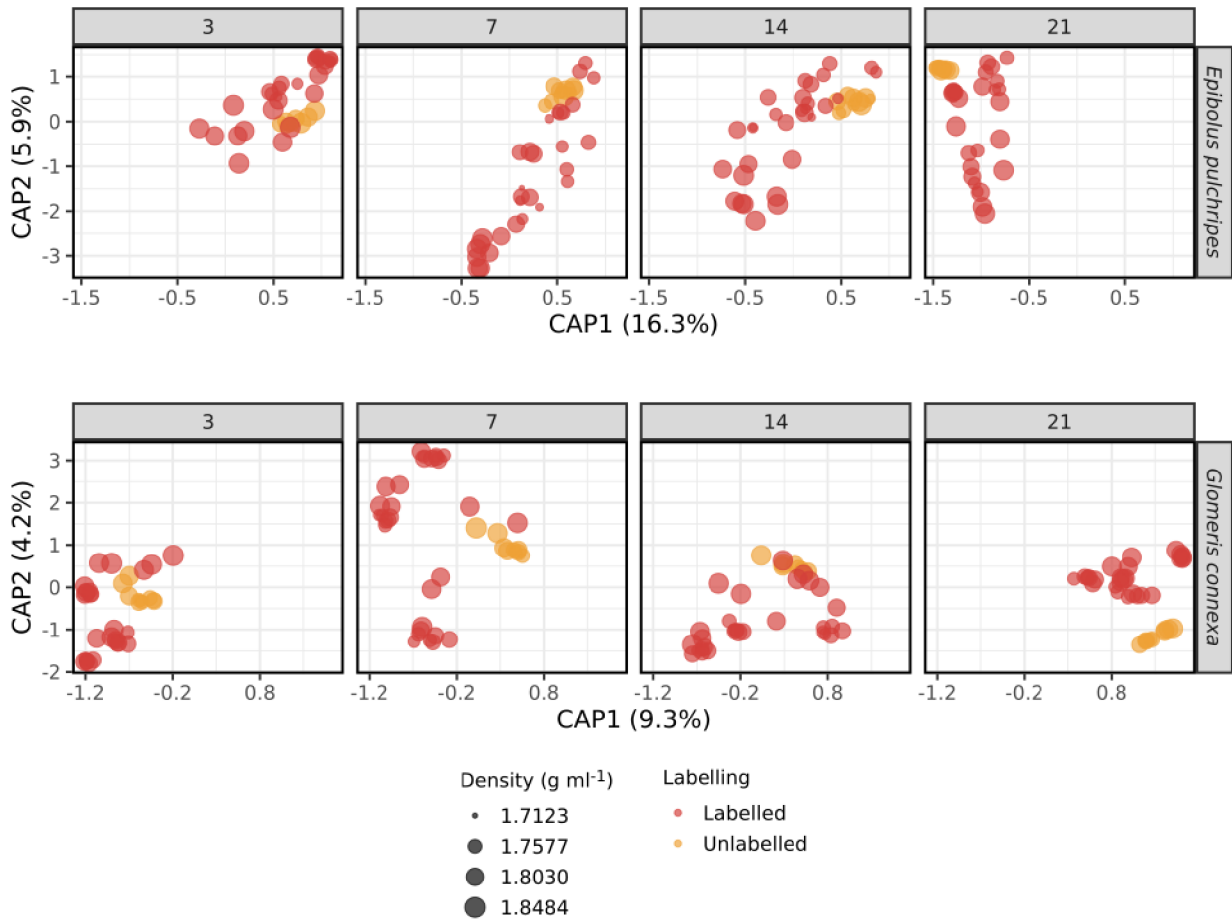 3 7 14 21
CAP2 (5.9%)
1
0
-1
-2
-3
Epibolus pulchripes
-1.5 -0.5 0.5 -1.5 -0.5 0.5 -1.5 -0.5 0.5 -1.5 -0.5 0.5
CAP1 (16.3%)
3 7 14 21
CAP2 (4.2%)
3
2
1
0
-1
-2
Glomeris connexa
-1.2 -0.2 0.8 -1.2 -0.2 0.8 -1.2 -0.2 0.8 -1.2 -0.2 0.8
CAP1 (9.3%)
Density (g ml-1) Labelling
1.7123 Labelled
1.7577 Unlabelled
1.8030
1.8484